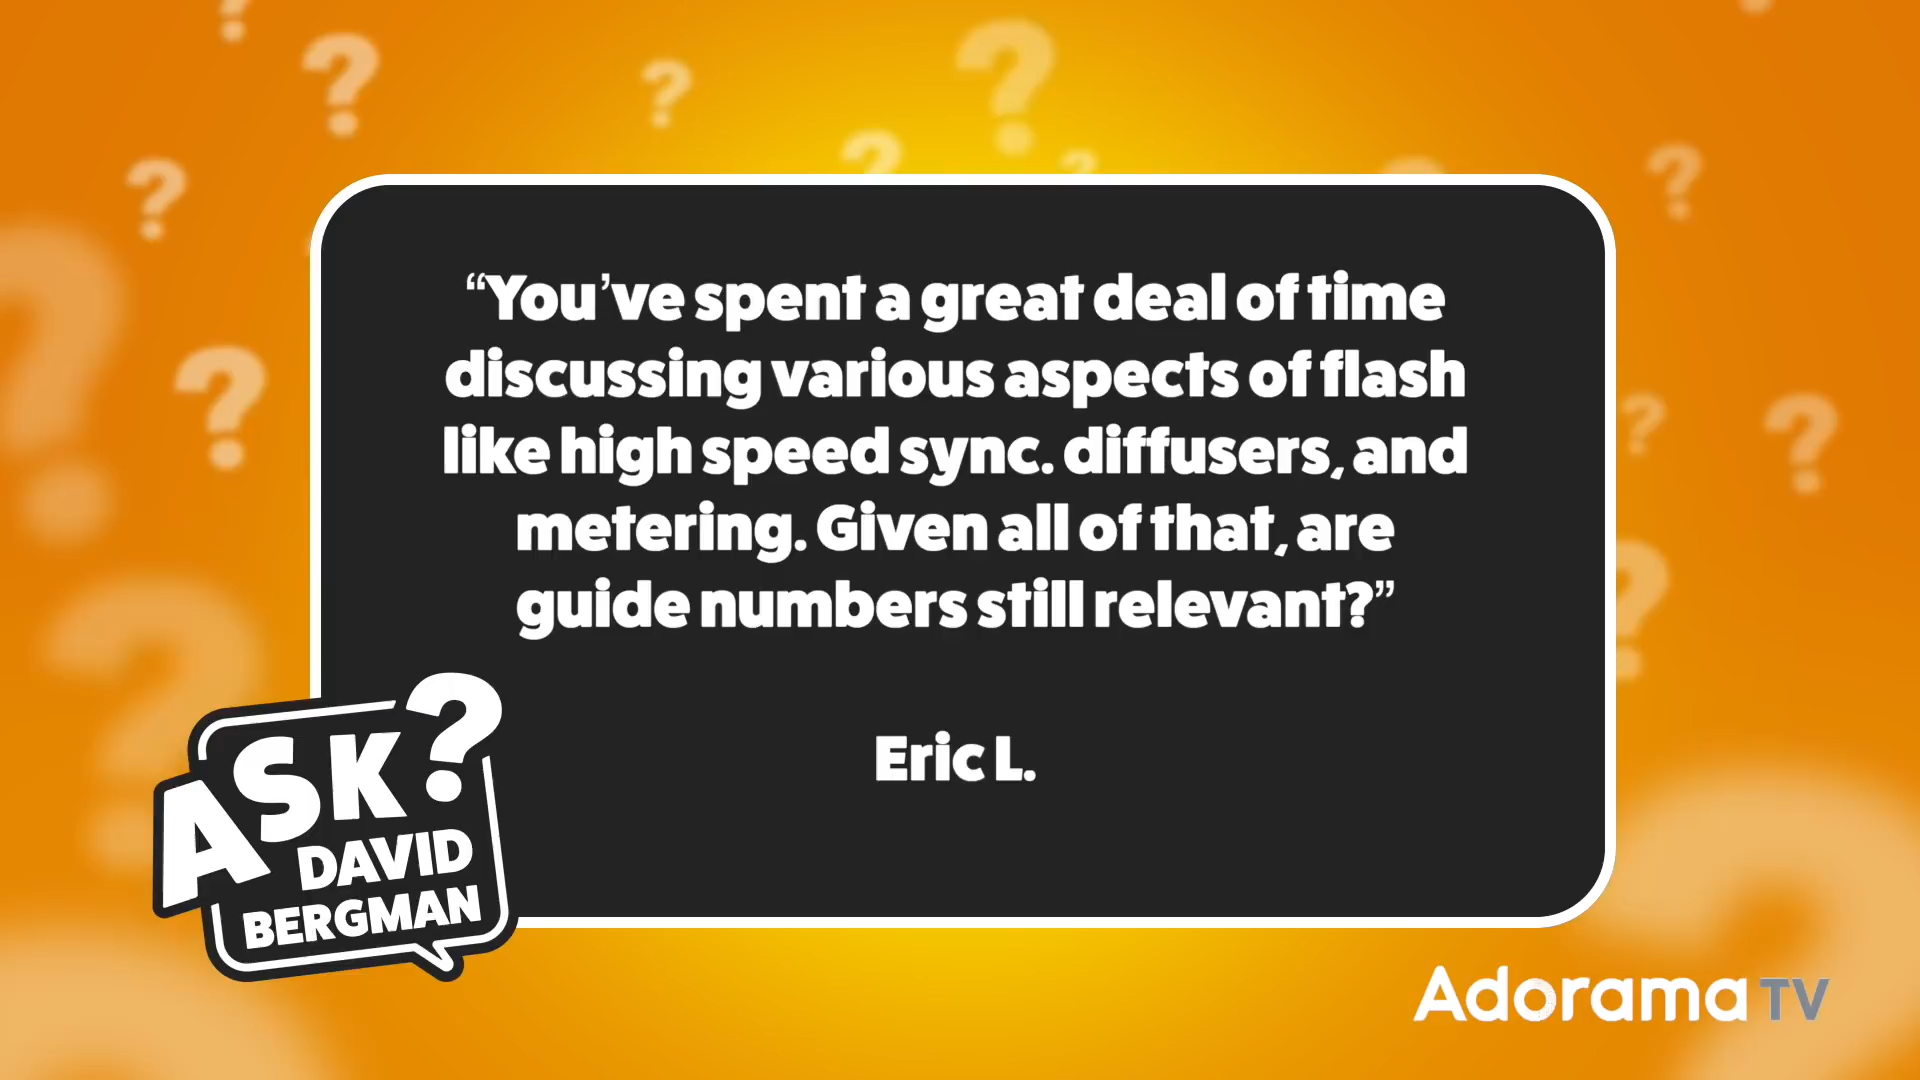 “You’ve spent a great deal of time
discussing various aspects of flash
like high speed sync. diffusers, and
metering. Given all of that, are
guide numbers still relevant?”
Eric L.
ASK?
DAVID
BERGMAN
Adorama TV